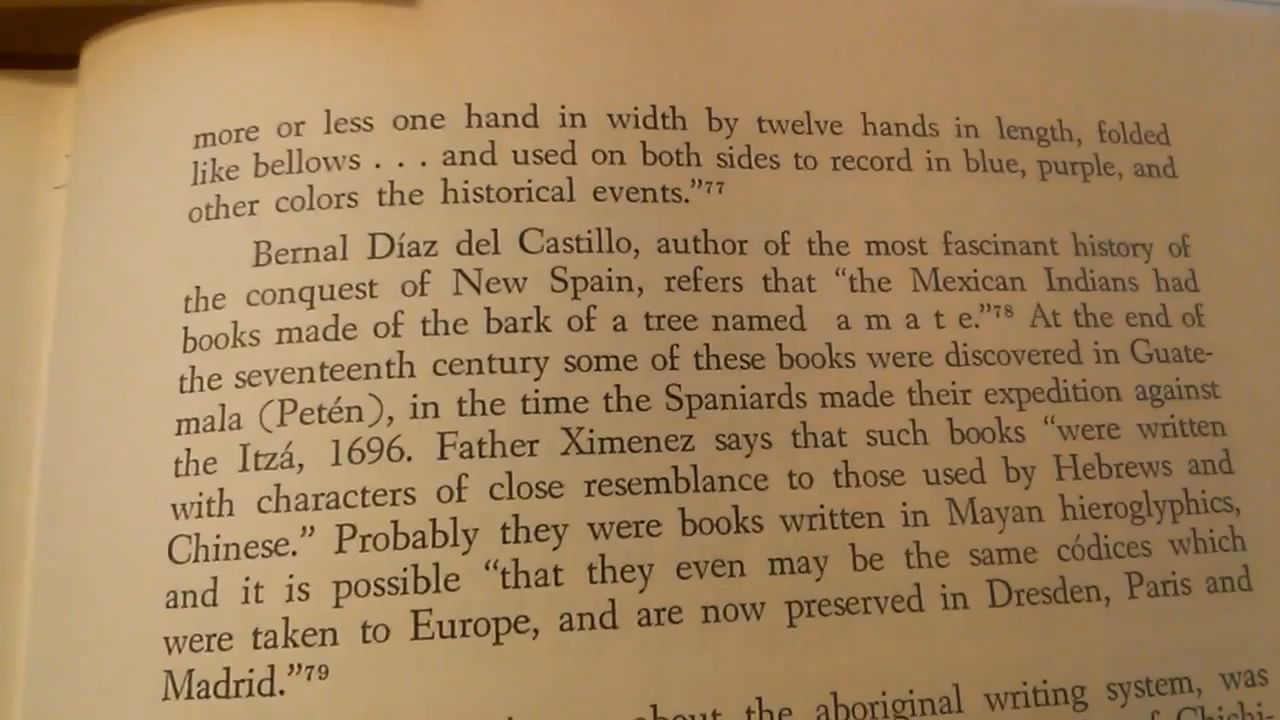 more or less one hand in width by twelve hands in length, folded
like bellows . . . and used on both sides to record in blue, purple, and
other colors the historical events.”77
Bernal Díaz del Castillo, author of the most fascinant history of
the conquest of New Spain, refers that “the Mexican Indians had
books made of the bark of a tree named a m a t e.”78 At the end of
the seventeenth century some of these books were discovered in Guate-
mala (Petén), in the time the Spaniards made their expedition against
the Itzá, 1696. Father Ximenez says that such books “were written
with characters of close resemblance to those used by Hebrews and
Chinese.” Probably they were books written in Mayan hieroglyphics,
and it is possible “that they even may be the same códices which
were taken to Europe, and are now preserved in Dresden, Paris and
Madrid.”79
about the aboriginal writing system, was
of Chichi-